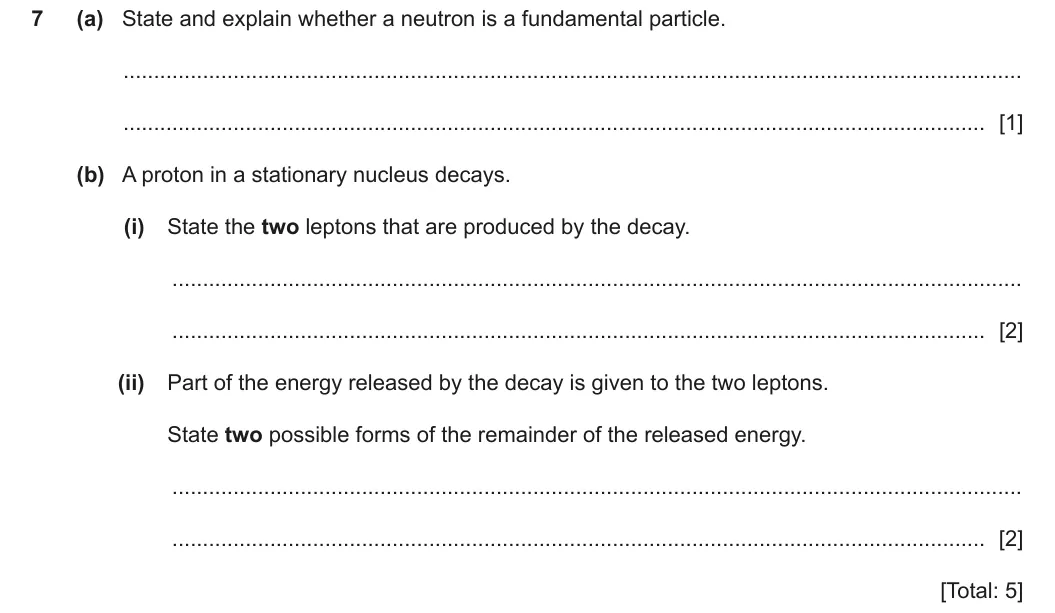 7 (a) State and explain whether a neutron is a fundamental particle.
..........................................................................................
.......................................................................................... [1]
(b) A proton in a stationary nucleus decays.
(i) State the two leptons that are produced by the decay.
..........................................................................................
.......................................................................................... [2]
(ii) Part of the energy released by the decay is given to the two leptons.
State two possible forms of the remainder of the released energy.
..........................................................................................
.......................................................................................... [2]
[Total: 5]